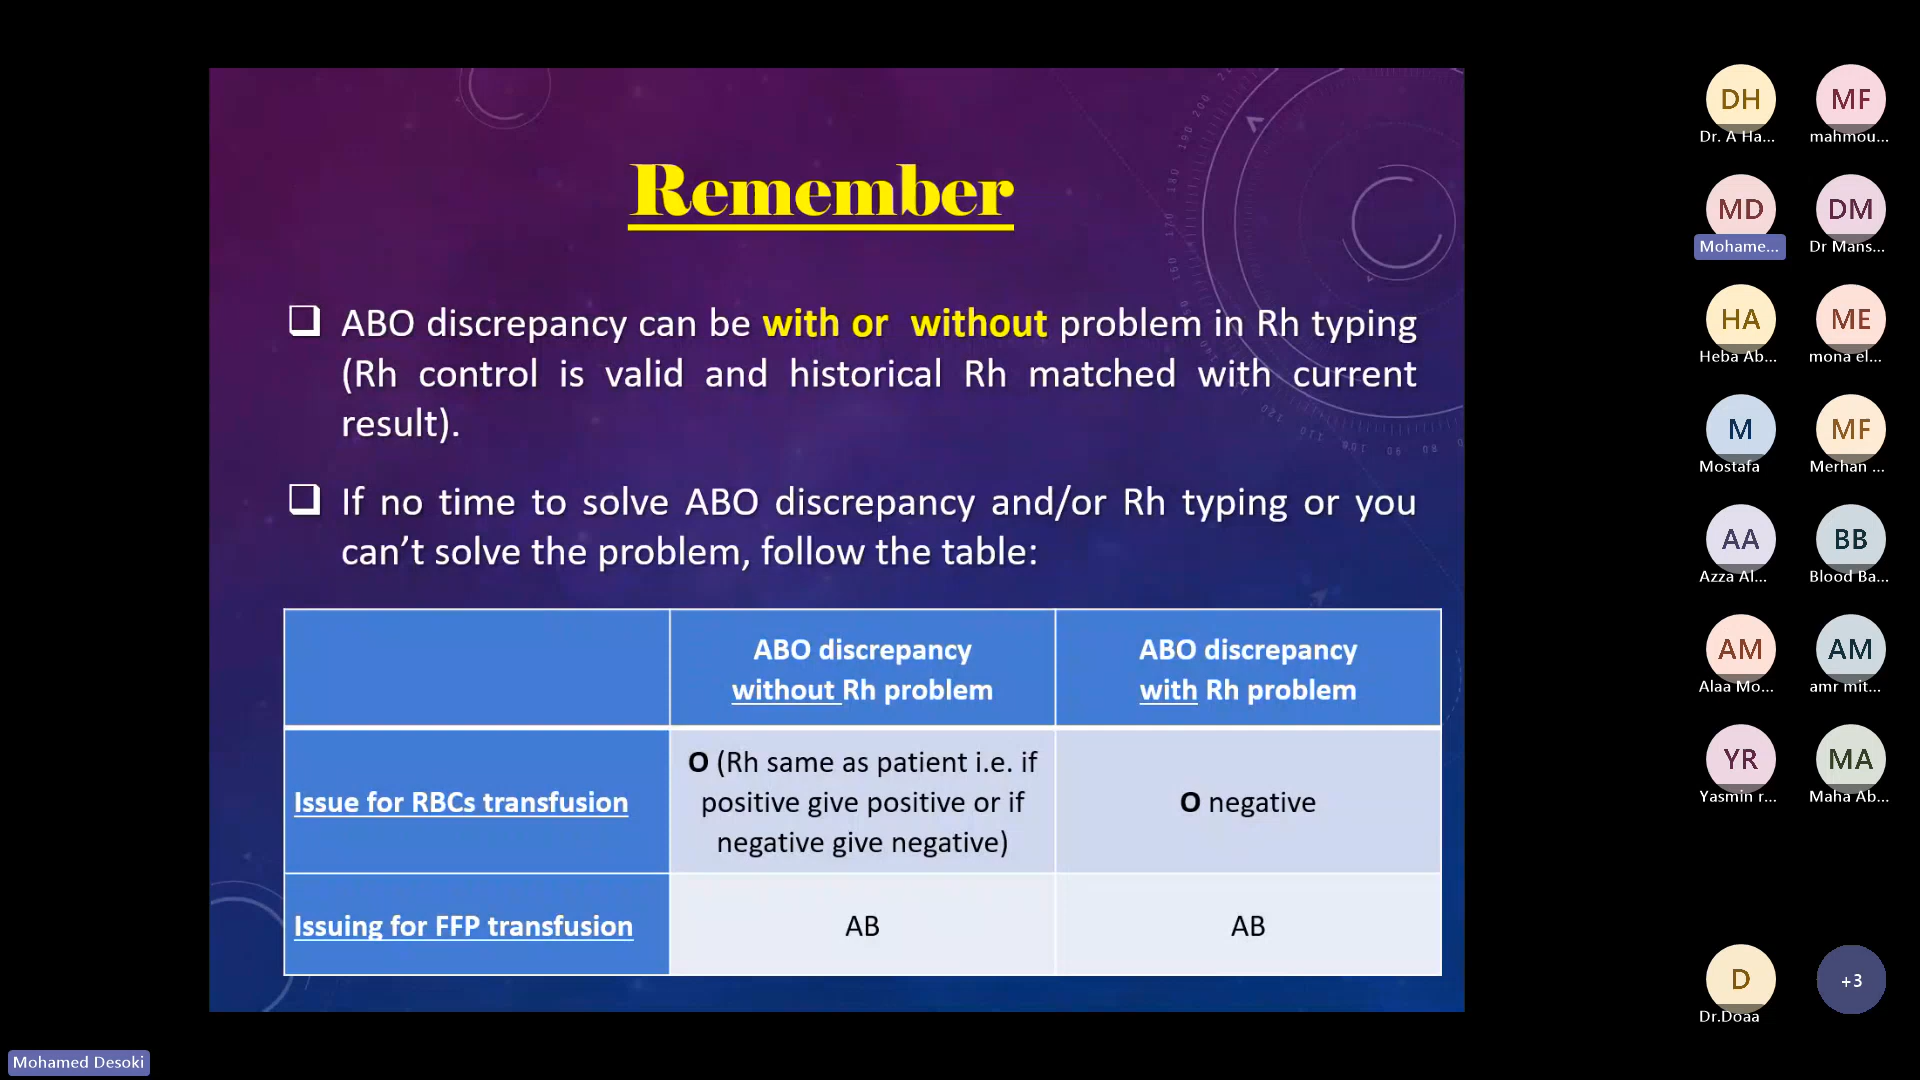 Remember
ABO discrepancy can be with or without problem in Rh typing
(Rh control is valid and historical Rh matched with current
result).
If no time to solve ABO discrepancy and/or Rh typing or you
can't solve the problem, follow the table:
ABO discrepancy
without Rh problem
ABO discrepancy
with Rh problem
Issue for RBCs transfusion
O (Rh same as patient i.e. if
positive give positive or if
negative give negative)
O negative
Issuing for FFP transfusion
AB
AB
DH
Dr. A Ha...
MF
mahmou...
MD
Mohame...
DM
Dr Mans...
HA
Heba Ab...
ME
mona el...
M
Mostafa
MF
Merhan ...
AA
Azza Al...
BB
Blood Ba...
AM
Alaa Mo...
AM
amr mit...
YR
Yasmin r...
MA
Maha Ab...
D
Dr.Doaa
+3
Mohamed Desoki